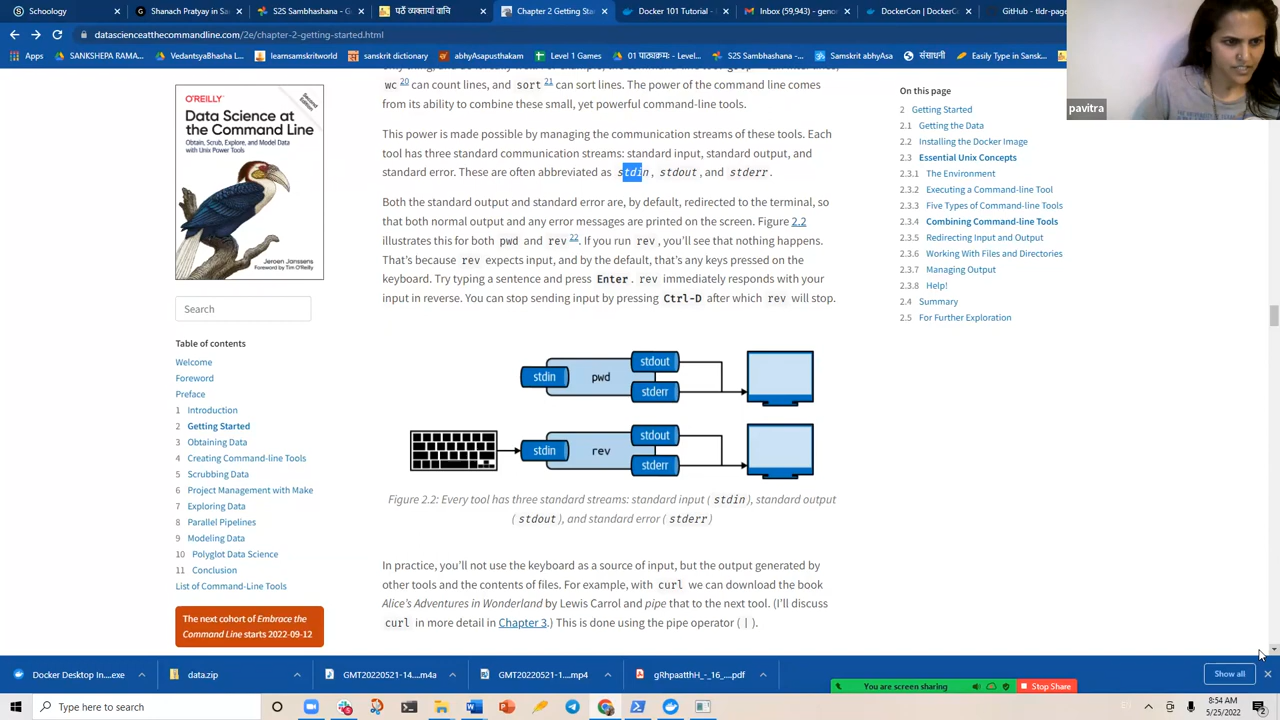 Schoology
Shanach Pratyay in San
S2S Sambhashana - G
पठँ व्यक्तायां वाचि
Chapter 2 Getting Sta
Docker 101 Tutorial -
Inbox (59,943) - geno
DockerCon | DockerC
GitHub - tldr-page
datascienceatthecommandline.com/2e/chapter-2-getting-started.html
Apps
SANKSHEPA RAMA...
VedantsyaBhasha L...
learnsamskritworld
sanskrit dictionary
abhyAsapusthakam
Level 1 Games
01 पाठ्यक्रमः - Level...
S2S Sambhashana -...
Samskrit abhyAsa
संसाधनी
Easily Type in Sansk...
pavitra
wc 20 can count lines, and sort 21 can sort lines. The power of the command line comes
from its ability to combine these small, yet powerful command-line tools.
This power is made possible by managing the communication streams of these tools. Each
tool has three standard communication streams: standard input, standard output, and
standard error. These are often abbreviated as stdin, stdout, and stderr.
Both the standard output and standard error are, by default, redirected to the terminal, so
that both normal output and any error messages are printed on the screen. Figure 2.2
illustrates this for both pwd and rev 22. If you run rev, you'll see that nothing happens.
That's because rev expects input, and by the default, that's any keys pressed on the
keyboard. Try typing a sentence and press Enter. rev immediately responds with your
input in reverse. You can stop sending input by pressing Ctrl-D after which rev will stop.
stdin pwd stdout stderr
stdin rev stdout stderr
Figure 2.2: Every tool has three standard streams: standard input (stdin), standard output
(stdout), and standard error (stderr)
In practice, you'll not use the keyboard as a source of input, but the output generated by
other tools and the contents of files. For example, with curl we can download the book
Alice's Adventures in Wonderland by Lewis Carrol and pipe that to the next tool. (I'll discuss
curl in more detail in Chapter 3.) This is done using the pipe operator (|).
O'REILLY
Second Edition
Data Science at
the Command Line
Obtain, Scrub, Explore, and Model Data
with Unix Power Tools
Jeroen Janssens
Foreword by Tim O'Reilly
Search
Table of contents
Welcome
Foreword
Preface
1 Introduction
2 Getting Started
3 Obtaining Data
4 Creating Command-line Tools
5 Scrubbing Data
6 Project Management with Make
7 Exploring Data
8 Parallel Pipelines
9 Modeling Data
10 Polyglot Data Science
11 Conclusion
List of Command-Line Tools
The next cohort of Embrace the
Command Line starts 2022-09-12
On this page
2 Getting Started
2.1 Getting the Data
2.2 Installing the Docker Image
2.3 Essential Unix Concepts
2.3.1 The Environment
2.3.2 Executing a Command-line Tool
2.3.3 Five Types of Command-line Tools
2.3.4 Combining Command-line Tools
2.3.5 Redirecting Input and Output
2.3.6 Working With Files and Directories
2.3.7 Managing Output
2.3.8 Help!
2.4 Summary
2.5 For Further Exploration
Docker Desktop In....exe
data.zip
GMT20220521-14....m4a
GMT20220521-1....mp4
gRhpaatthH_-_16_....pdf
Show all
You are screen sharing
Stop Share
Type here to search
8:54 AM
5/25/2022